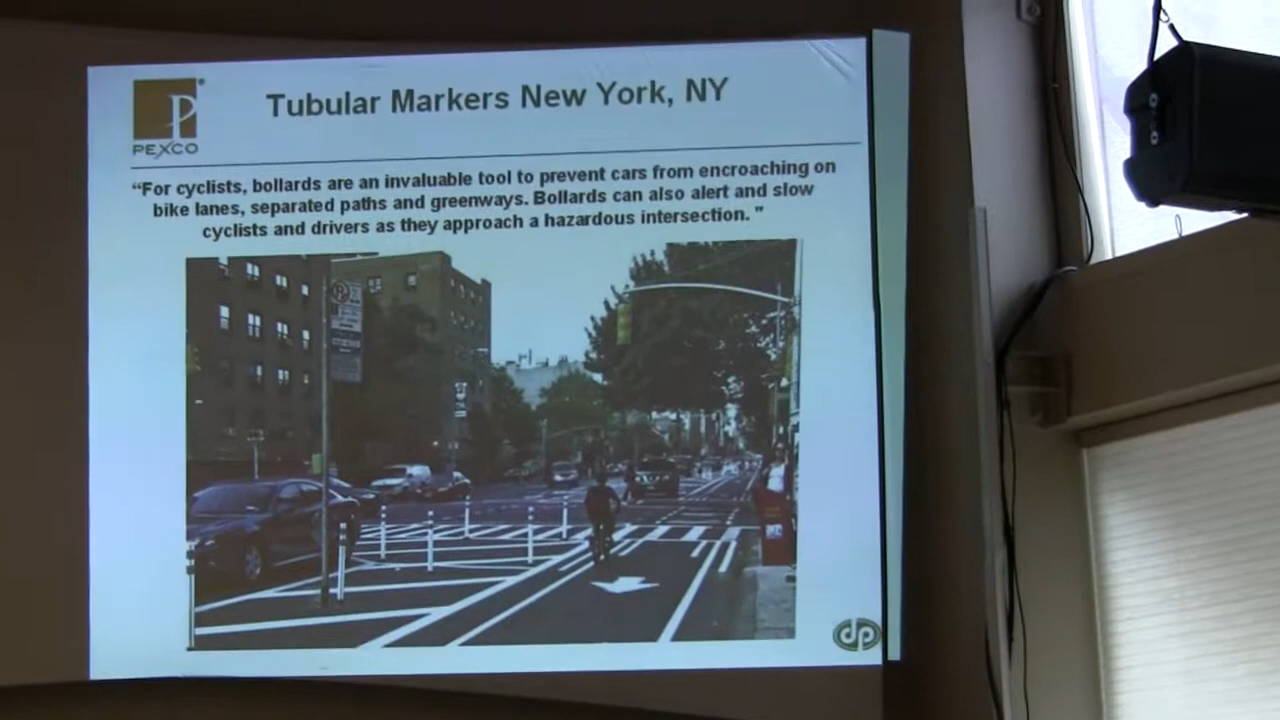 PEXCO®
Tubular Markers New York, NY
“For cyclists, bollards are an invaluable tool to prevent cars from encroaching on
bike lanes, separated paths and greenways. Bollards can also alert and slow
cyclists and drivers as they approach a hazardous intersection. ”
dp